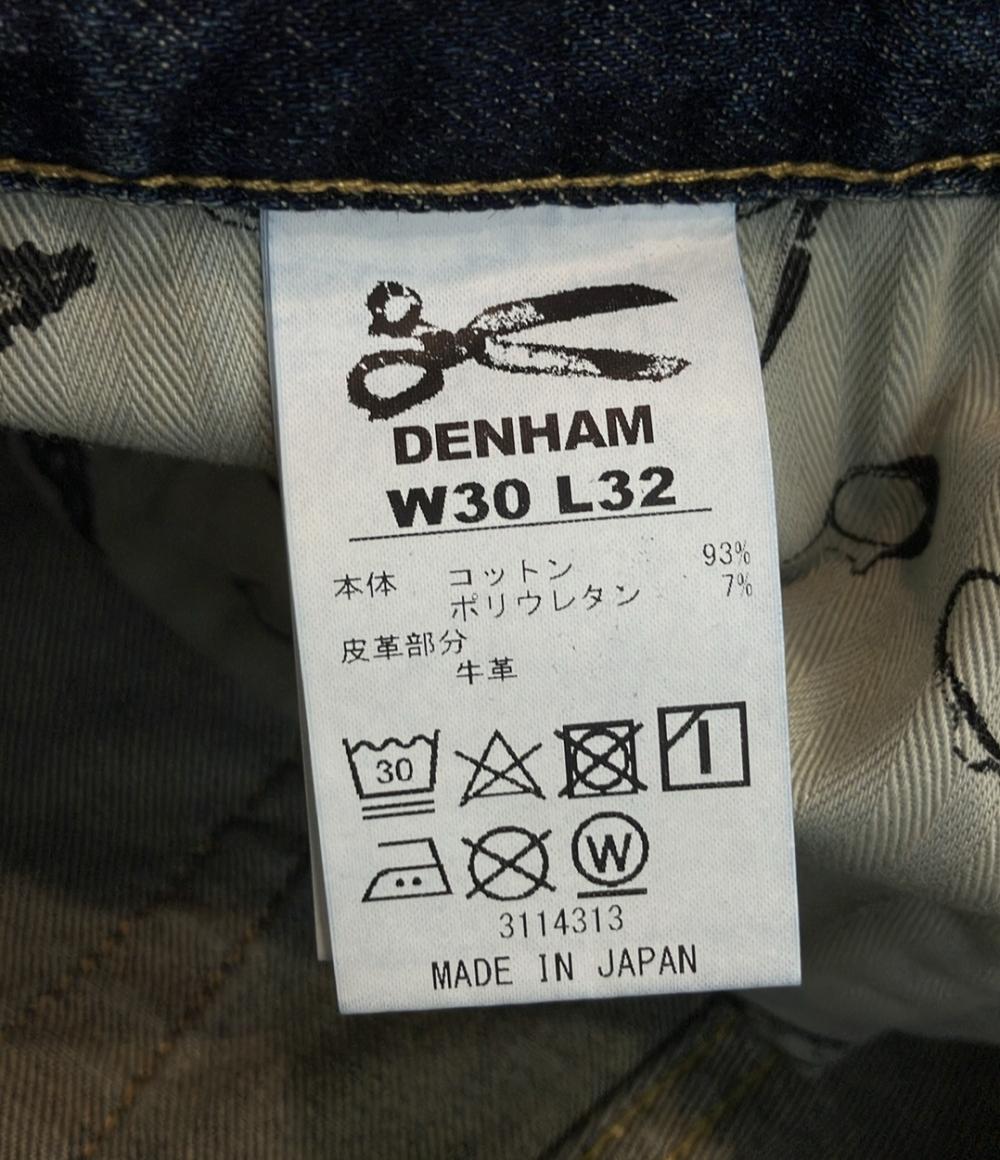 DENHAM
W30 L32
本体 コットン 93%
ポリウレタン 7%
皮革部分
牛革
30
W
3114313
MADE IN JAPAN